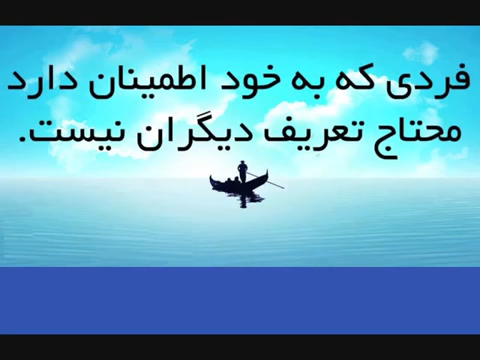 فردی که به خود اطمینان دارد
محتاج تعریف دیگران نیست.